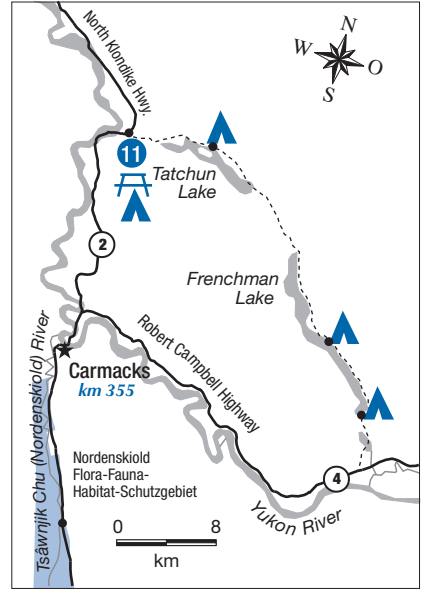 North Klondike Hwy.
N
W
O
S
11
Tatchun
Lake
2
Frenchman
Lake
Robert Campbell Highway
Carmacks
km 355
Tsâwnjik Chu (Nordenskiold) River
Nordenskiold
Flora-Fauna-
Habitat-Schutzgebiet
4
Yukon River
0 8
km